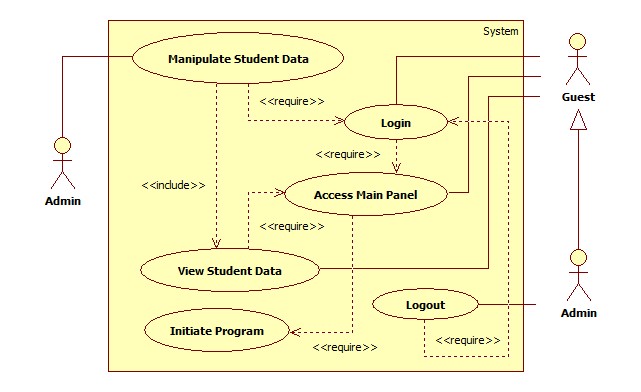 System
Manipulate Student Data
Guest
<<require>>
Login
<<require>>
<<include>>
Access Main Panel
Admin
<<require>>
View Student Data
Logout
Admin
Initiate Program
<<require>>
<<require>>